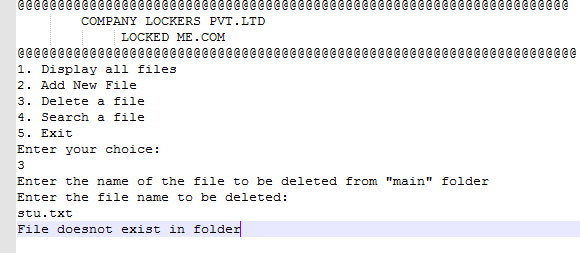 @@@@@@@@@@@@@@@@@@@@@@@@@@@@@@@@@@@@@@@@@@@@@@@@@@@@@@@@@@@@@@@@@@@@@
COMPANY LOCKERS PVT.LTD
LOCKED ME.COM
@@@@@@@@@@@@@@@@@@@@@@@@@@@@@@@@@@@@@@@@@@@@@@@@@@@@@@@@@@@@@@@@@@@@@@
1. Display all files
2. Add New File
3. Delete a file
4. Search a file
5. Exit
Enter your choice:
3
Enter the name of the file to be deleted from "main" folder
Enter the file name to be deleted:
stu.txt
File doesnot exist in folder